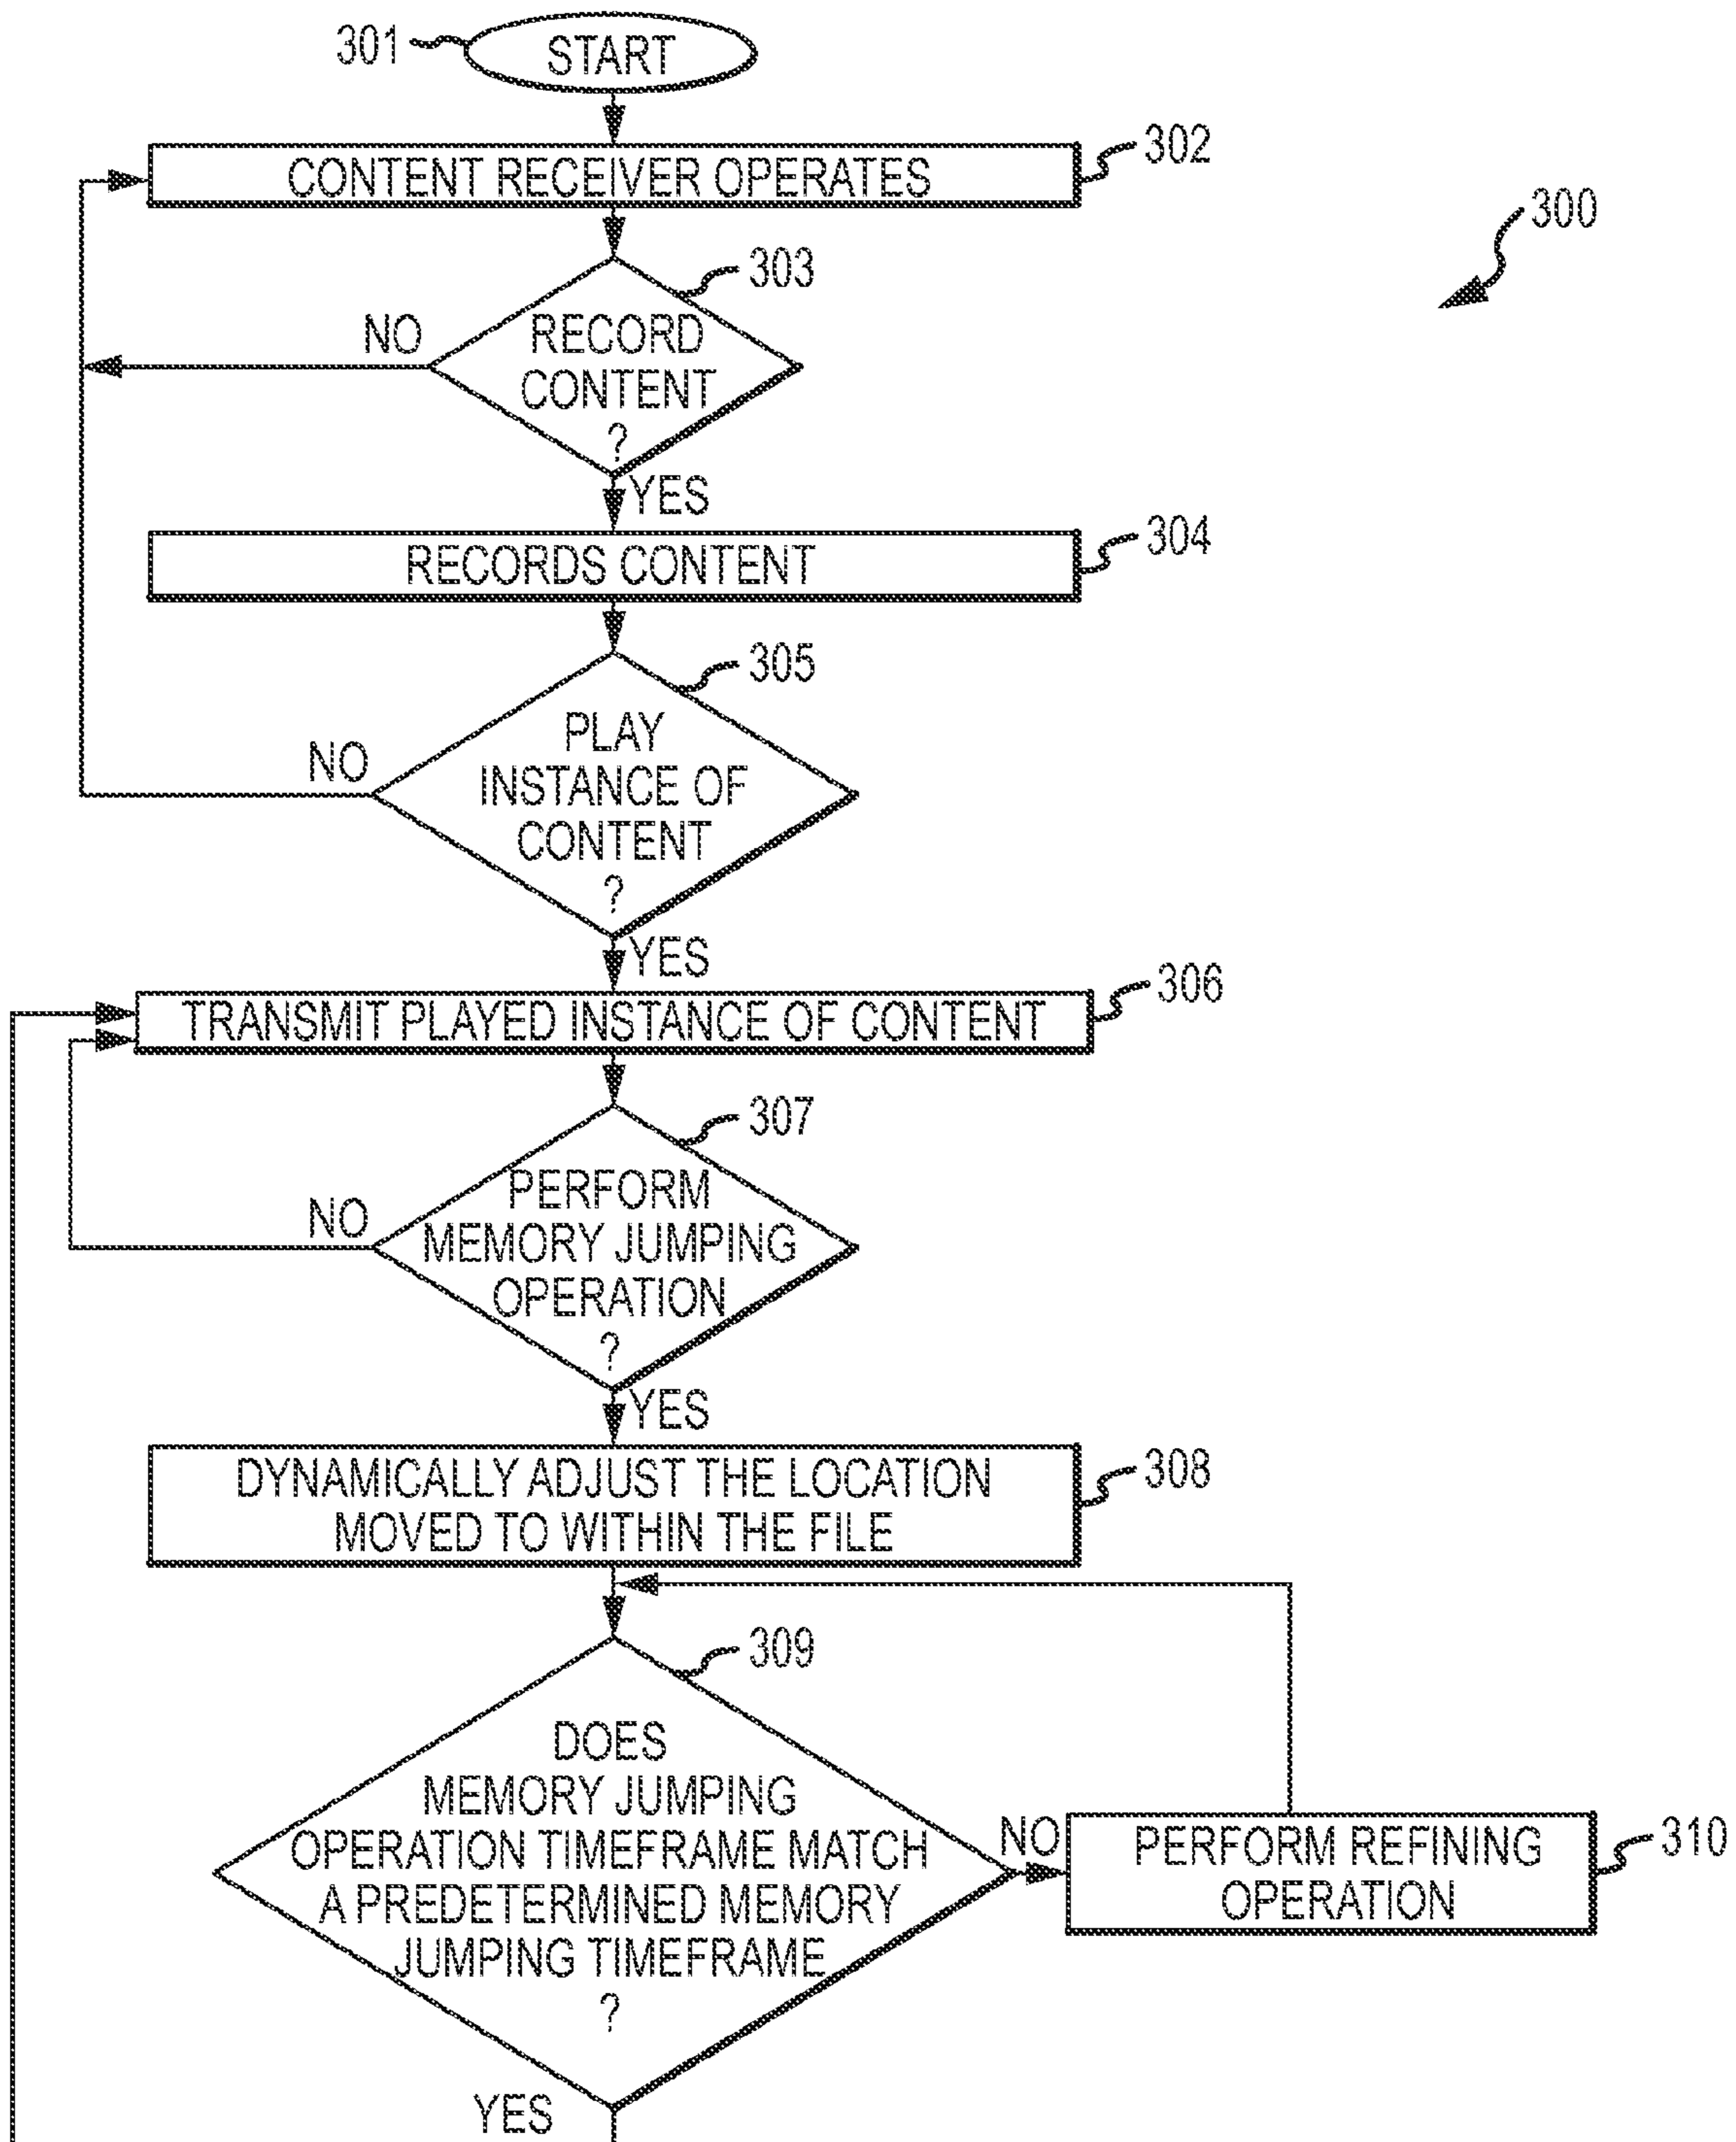 301
START
302
CONTENT RECEIVER OPERATES
300
303
NO
RECORD
CONTENT
?
YES
304
RECORDS CONTENT
305
NO
PLAY
INSTANCE OF
CONTENT
?
YES
306
TRANSMIT PLAYED INSTANCE OF CONTENT
307
NO
PERFORM
MEMORY JUMPING
OPERATION
?
YES
308
DYNAMICALLY ADJUST THE LOCATION
MOVED TO WITHIN THE FILE
309
DOES
MEMORY JUMPING
OPERATION TIMEFRAME MATCH
A PREDETERMINED MEMORY
JUMPING TIMEFRAME
?
NO
PERFORM REFINING
OPERATION
310
YES